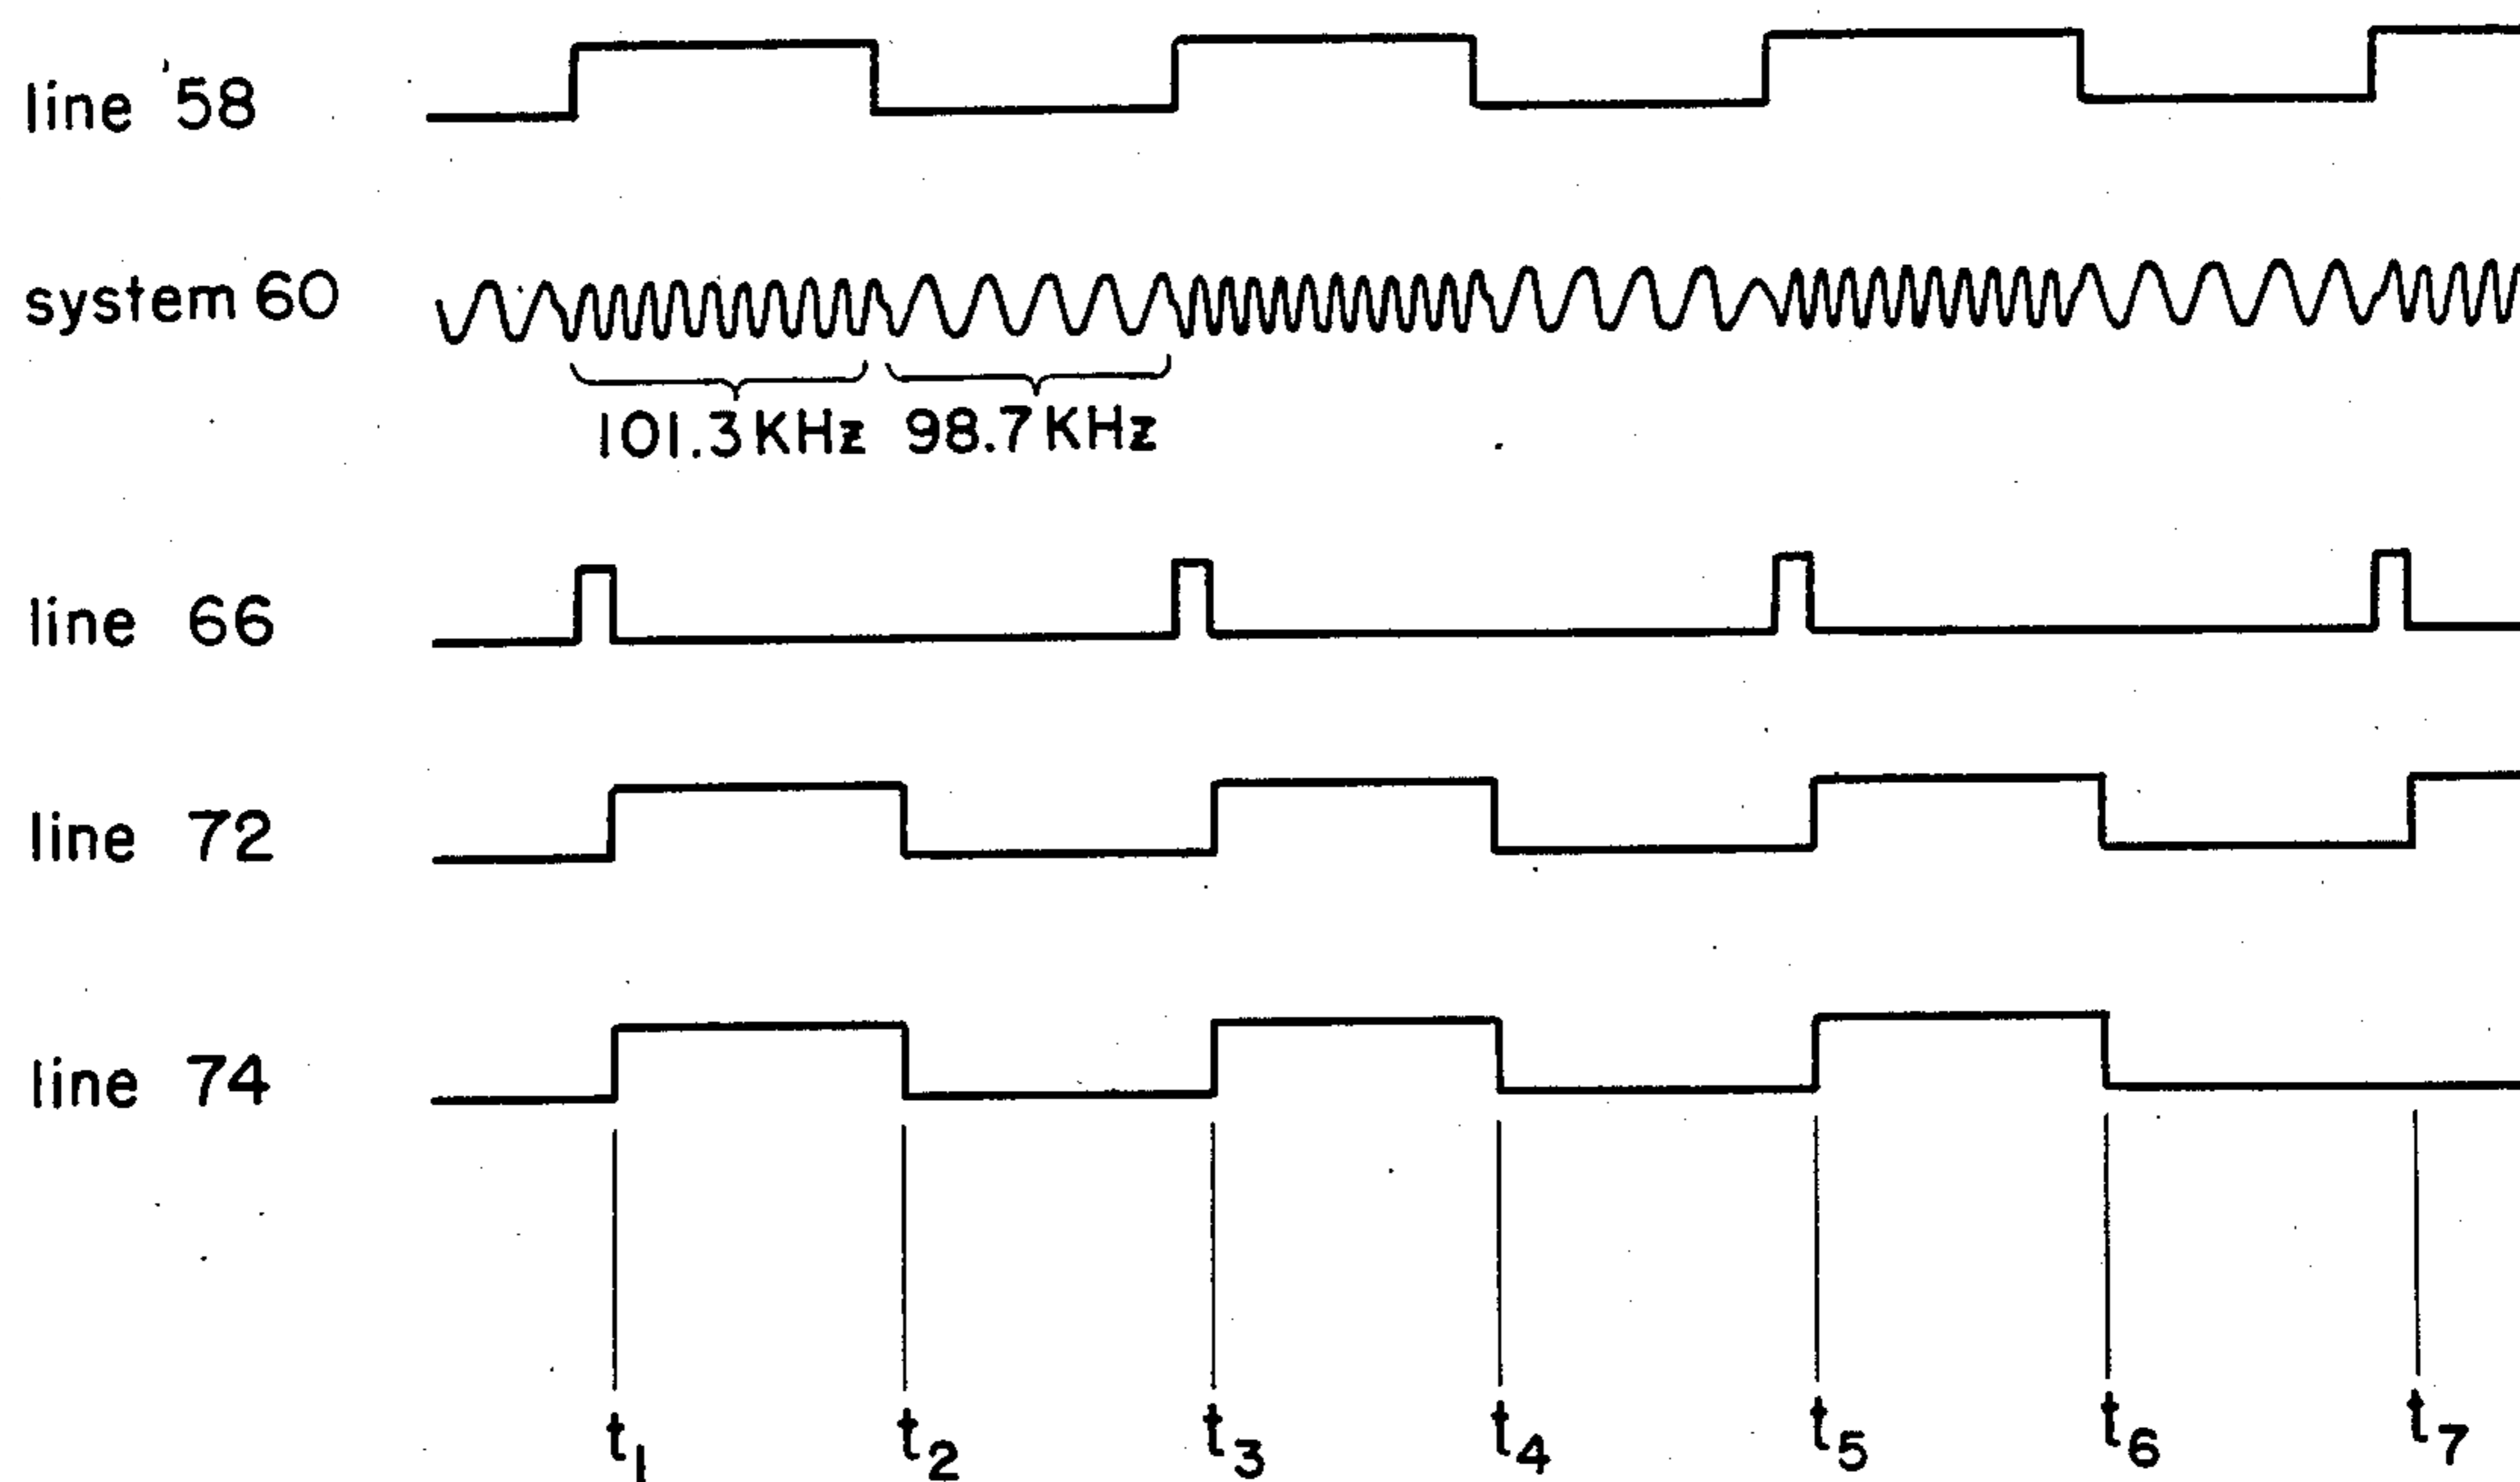 line 58
system 60
101.3 KHz 98.7 KHz
line 66
line 72
line 74
t1 t2 t3 t4 t5 t6 t7